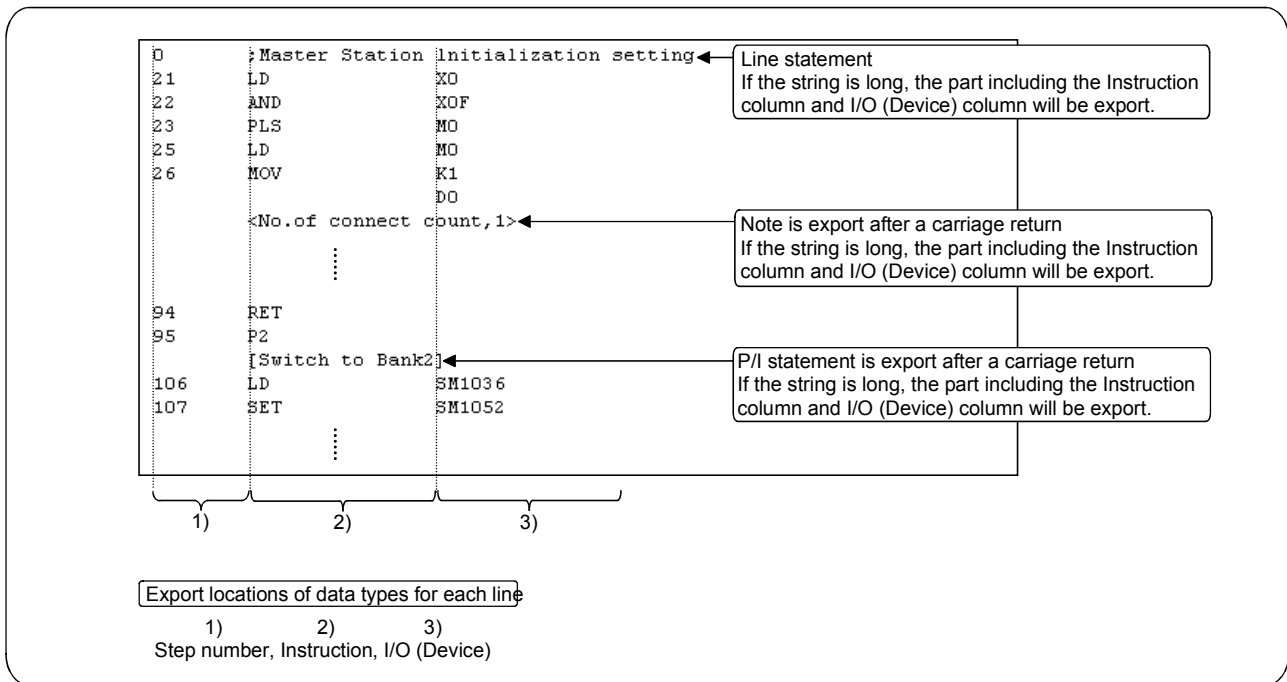 0 ;Master Station Initialization setting
Line statement
If the string is long, the part including the Instruction
column and I/O (Device) column will be export.
21 LD X0
22 AND X0F
23 PLS M0
25 LD M0
26 MOV K1
D0
<No.of connect count,1>
Note is export after a carriage return
If the string is long, the part including the Instruction
column and I/O (Device) column will be export.
94 RET
95 P2
[Switch to Bank2]
P/I statement is export after a carriage return
If the string is long, the part including the Instruction
column and I/O (Device) column will be export.
106 LD SM1036
107 SET SM1052
1) 2) 3)
Export locations of data types for each line
1) 2) 3)
Step number, Instruction, I/O (Device)